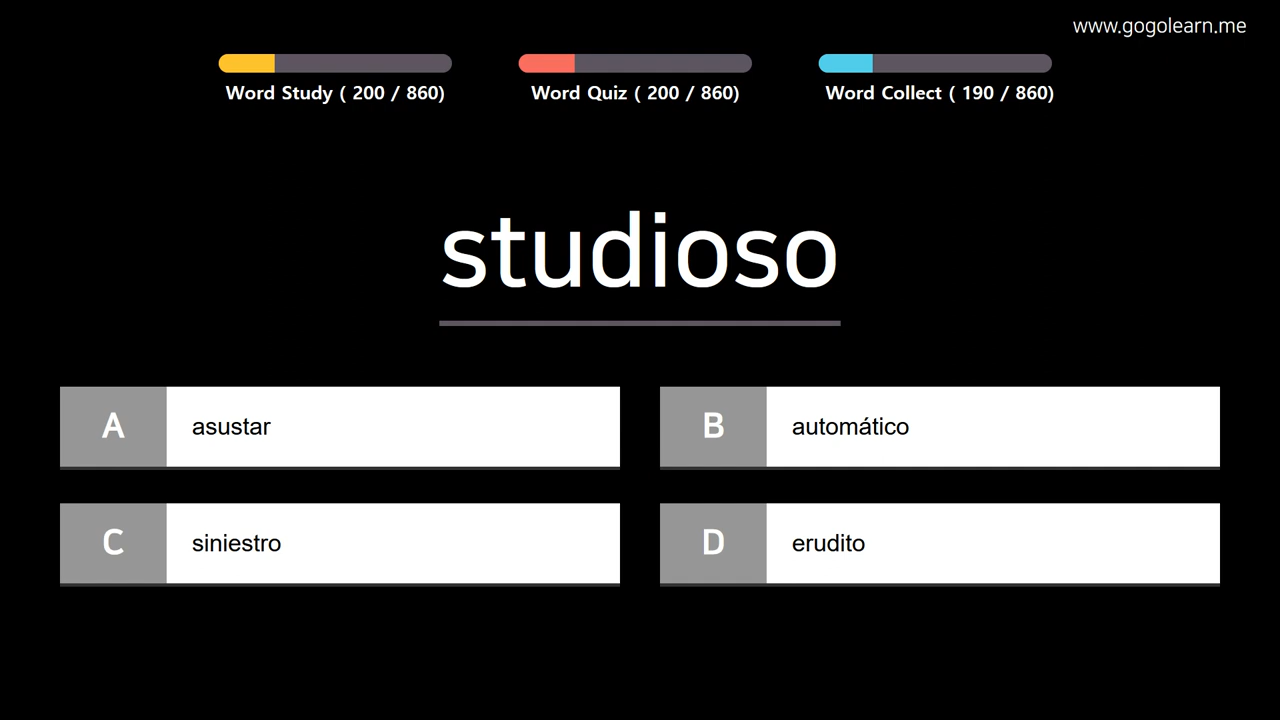 www.gogolearn.me
Word Study ( 200 / 860)
Word Quiz ( 200 / 860)
Word Collect ( 190 / 860)
studioso
A asustar
B automático
C siniestro
D erudito